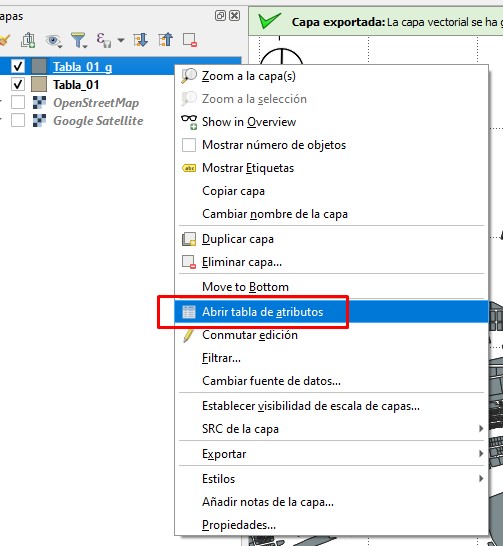 apas
Capa exportada: La capa vectorial se ha g
Tabla_01_g
Tabla_01
OpenStreetMap
Google Satellite
Zoom a la capa(s)
Zoom a la selección
Show in Overview
Mostrar número de objetos
abc
Mostrar Etiquetas
Copiar capa
Cambiar nombre de la capa
Duplicar capa
Eliminar capa...
Move to Bottom
Abrir tabla de atributos
Conmutar edición
Filtrar...
Cambiar fuente de datos...
Establecer visibilidad de escala de capas...
SRC de la capa
Exportar
Estilos
Añadir notas de la capa...
Propiedades...